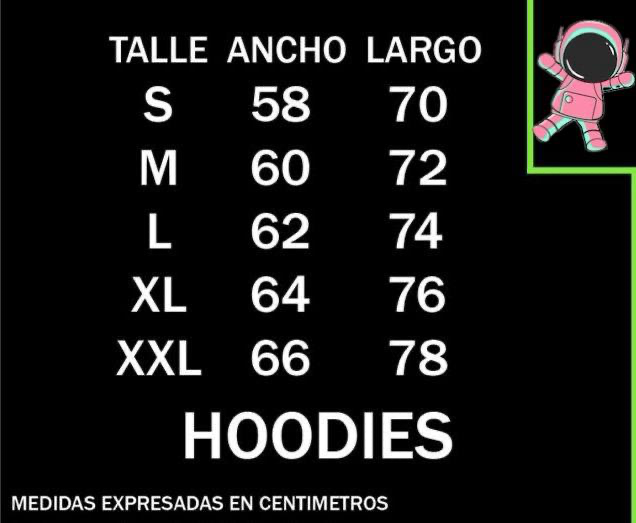 TALLE ANCHO LARGO
S 58 70
M 60 72
L 62 74
XL 64 76
XXL 66 78
HOODIES
MEDIDAS EXPRESADAS EN CENTIMETROS